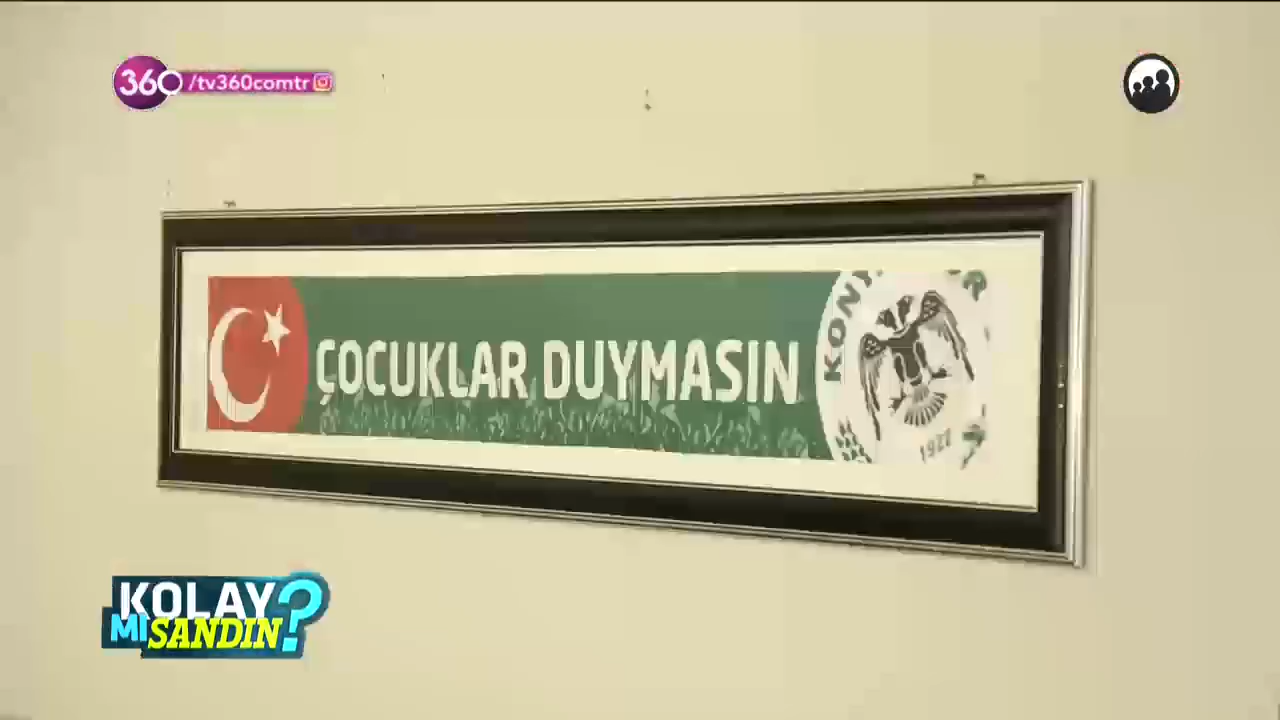 360 /tv360comtr
ÇOCUKLAR DUYMASIN
1922
KOLAY
MI SANDIN?